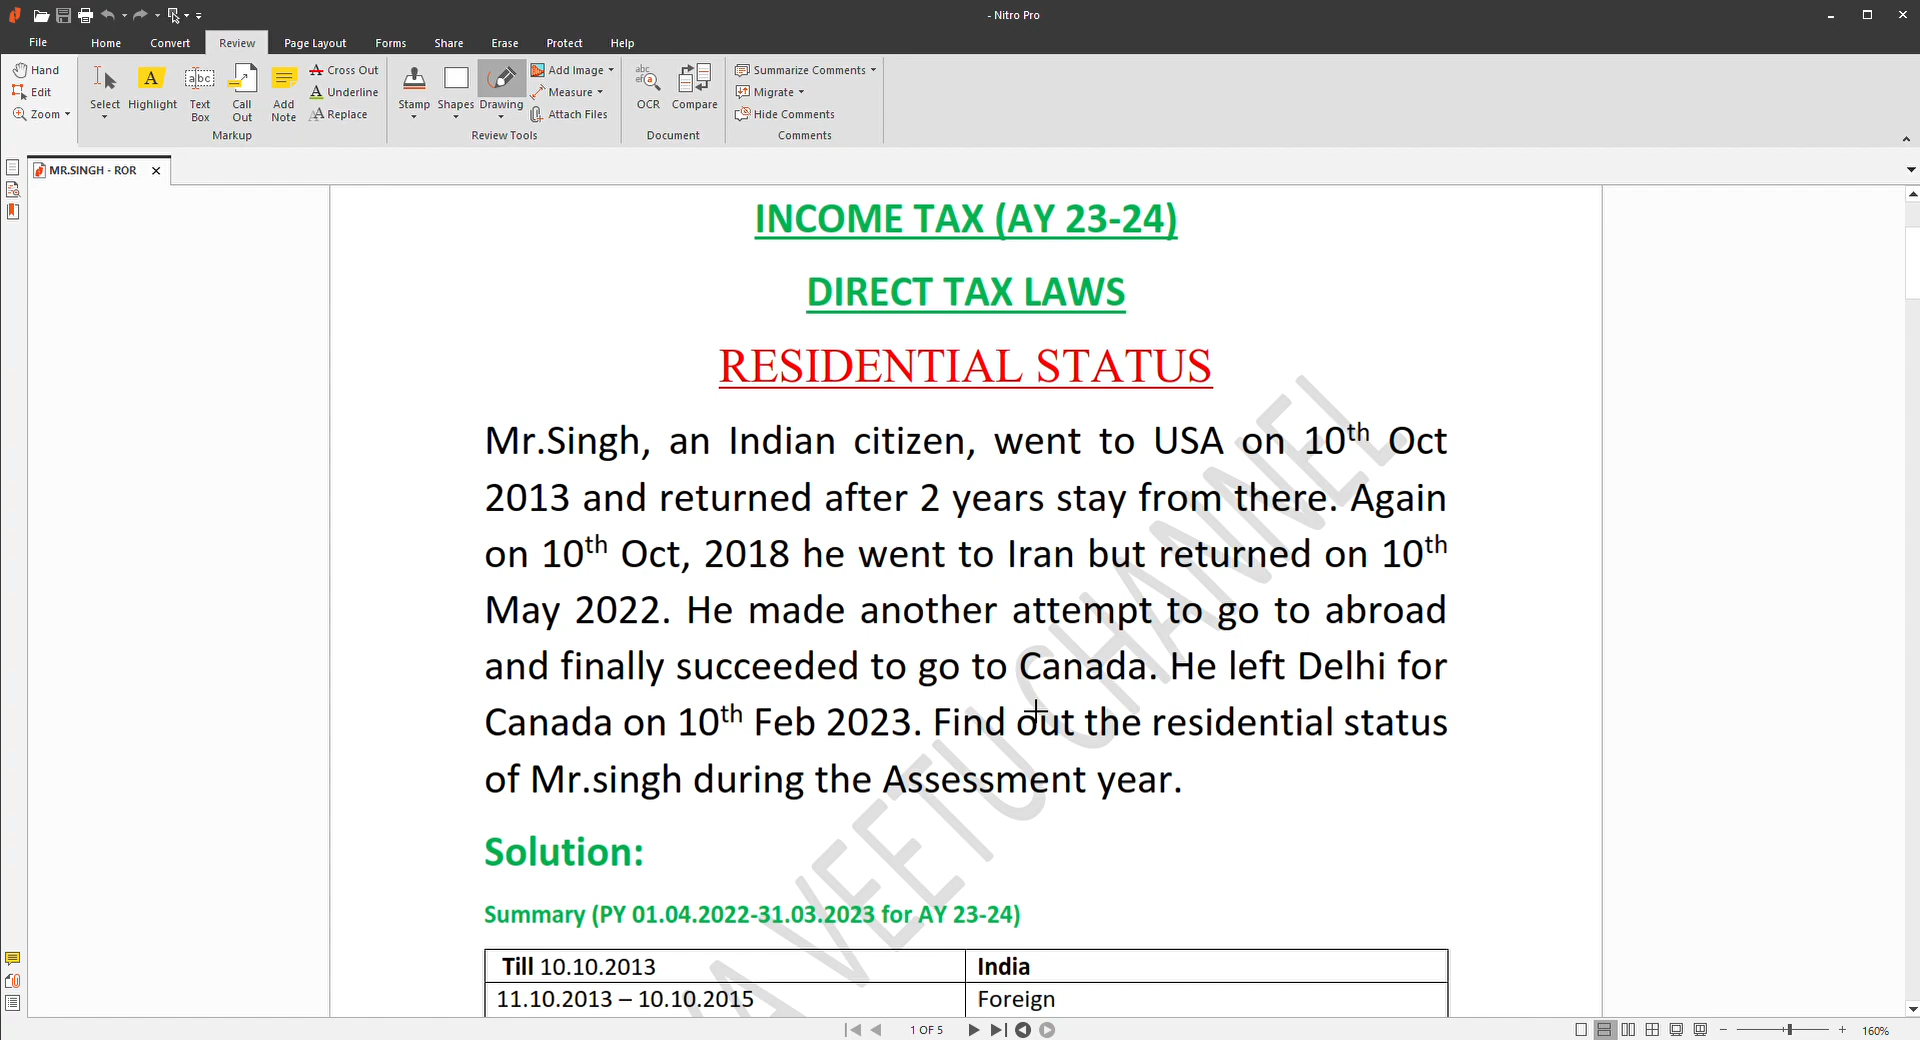 - Nitro Pro
File Home Convert Review Page Layout Forms Share Erase Protect Help
Hand
Edit
Zoom
Select
Highlight
Text Box
Call Out
Add Note
Cross Out
Underline
Replace
Markup
Stamp
Shapes
Drawing
Add Image
Measure
Attach Files
Review Tools
OCR
Compare
Document
Summarize Comments
Migrate
Hide Comments
Comments
MR.SINGH - ROR
INCOME TAX (AY 23-24)
DIRECT TAX LAWS
RESIDENTIAL STATUS
Mr.Singh, an Indian citizen, went to USA on 10th Oct
2013 and returned after 2 years stay from there. Again
on 10th Oct, 2018 he went to Iran but returned on 10th
May 2022. He made another attempt to go to abroad
and finally succeeded to go to Canada. He left Delhi for
Canada on 10th Feb 2023. Find out the residential status
of Mr.singh during the Assessment year.
Solution:
Summary (PY 01.04.2022-31.03.2023 for AY 23-24)
Till 10.10.2013 India
11.10.2013 – 10.10.2015 Foreign
A VEETU CHANNEL
1 OF 5
160%